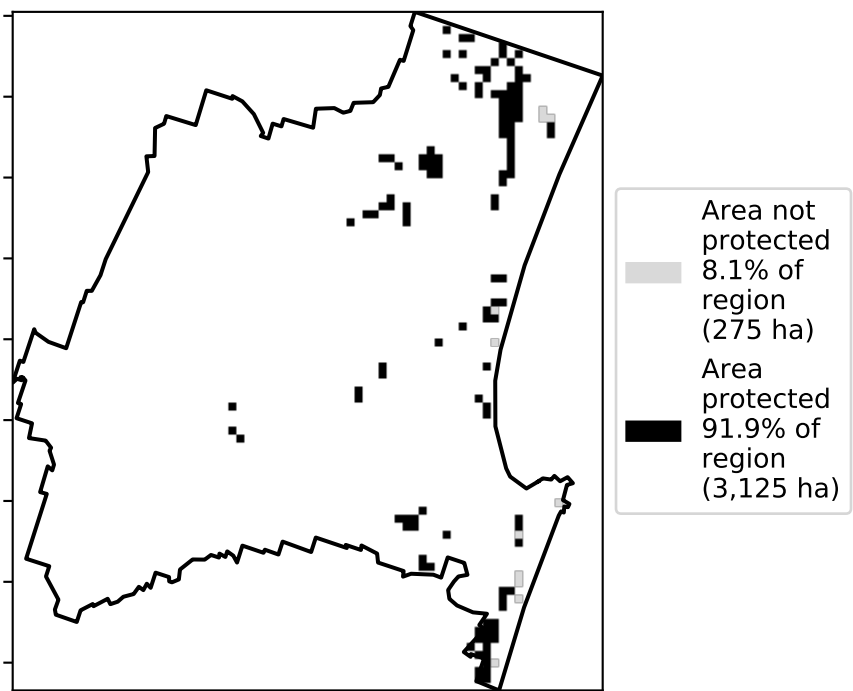 Area not
protected
8.1% of
region
(275 ha)
Area
protected
91.9% of
region
(3,125 ha)